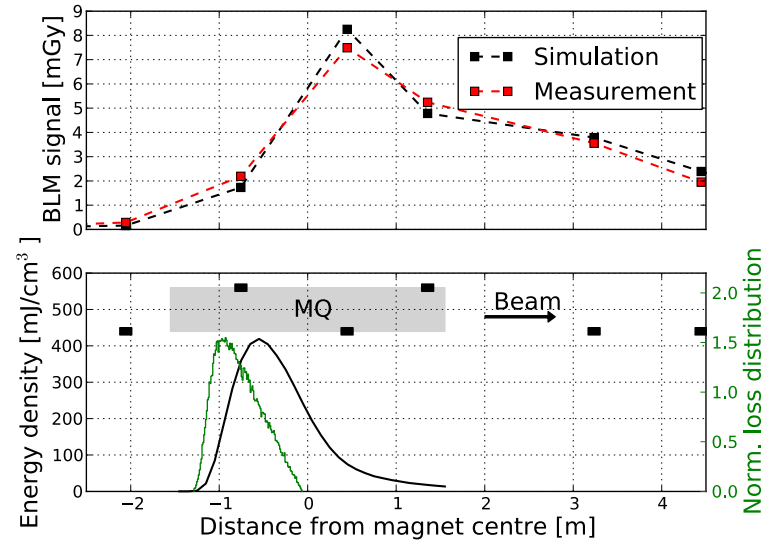 9
8
7
6
5
4
3
2
1
0
BLM signal [mGy]
Simulation
Measurement
600
500
400
300
200
100
0
Energy density [mJ/cm³ ]
MQ
Beam
2.0
1.5
1.0
0.5
0.0
Norm. loss distribution
−2 −1 0 1 2 3 4
Distance from magnet centre [m]